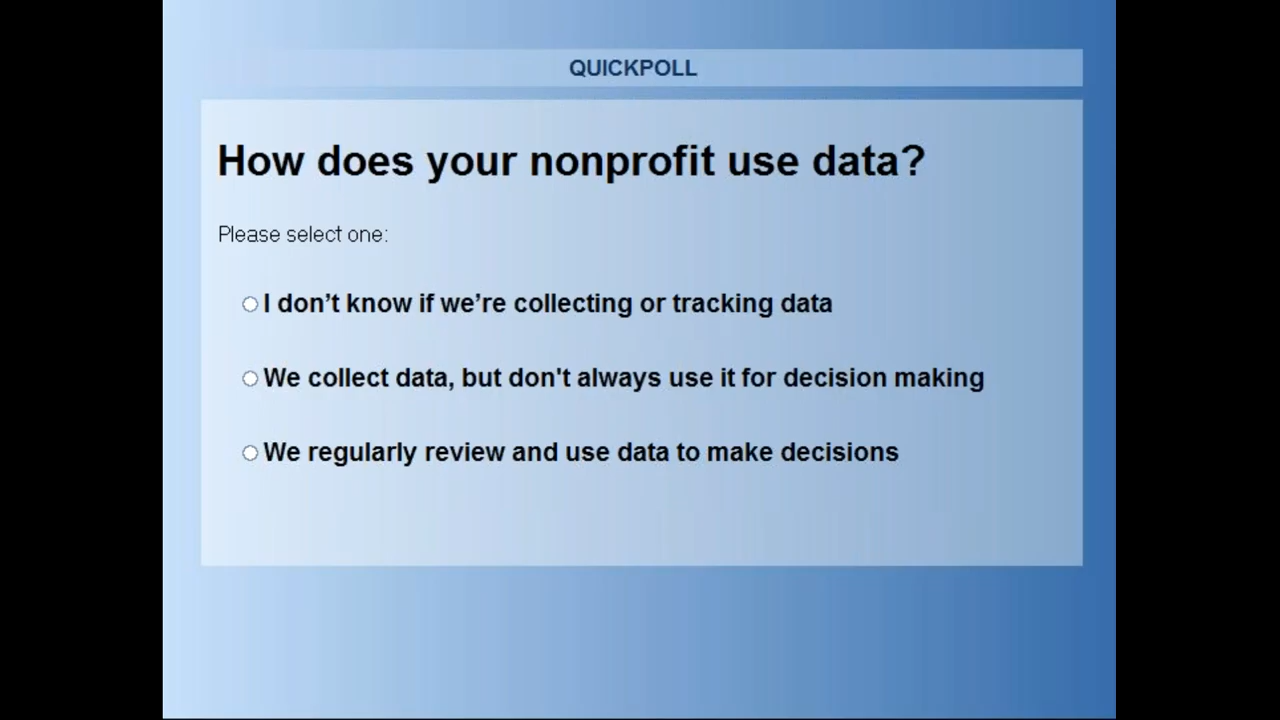 QUICKPOLL
How does your nonprofit use data?
Please select one:
I don’t know if we’re collecting or tracking data
We collect data, but don't always use it for decision making
We regularly review and use data to make decisions